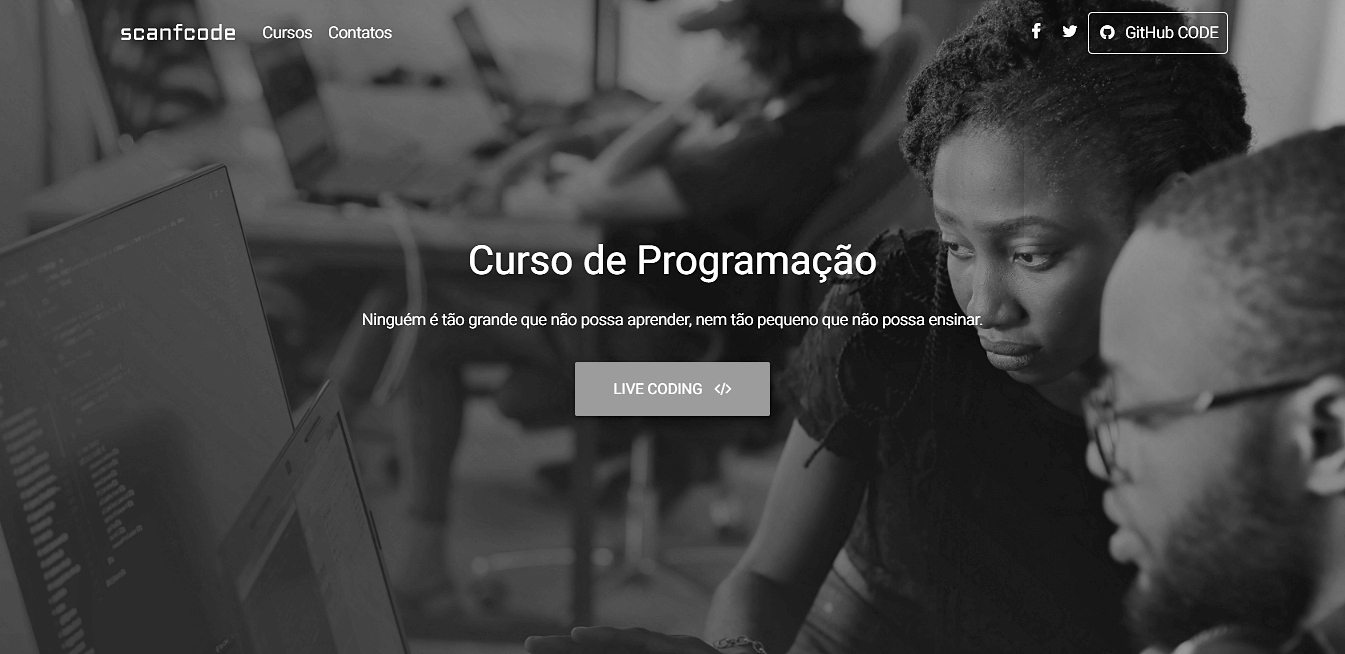 scanfcode
Cursos
Contatos
GitHub CODE
Curso de Programação
Ninguém é tão grande que não possa aprender, nem tão pequeno que não possa ensinar.
LIVE CODING </>